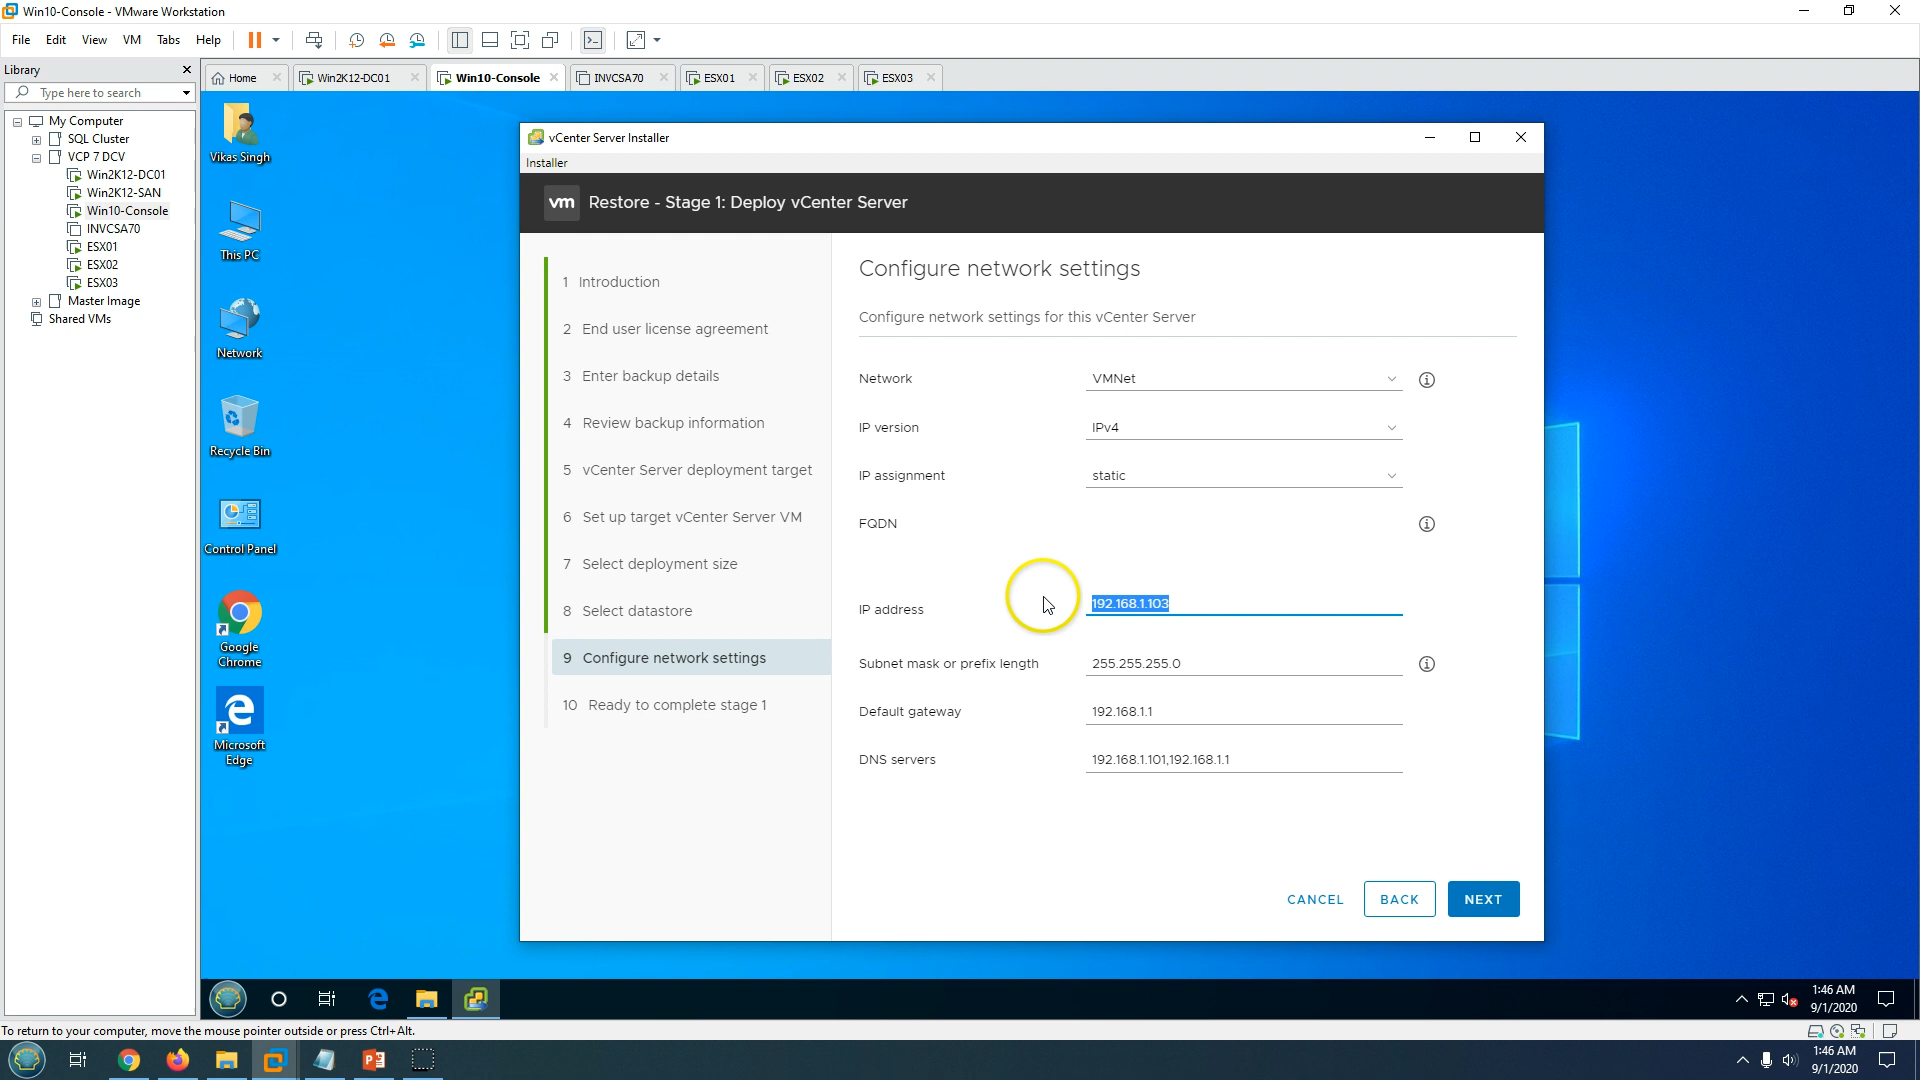 Win10-Console - VMware Workstation
File Edit View VM Tabs Help
Library
Type here to search
My Computer
SQL Cluster
VCP 7 DCV
Win2K12-DC01
Win2K12-SAN
Win10-Console
INVCSA70
ESX01
ESX02
ESX03
Master Image
Shared VMs
Home
Win2K12-DC01
Win10-Console
INVCSA70
ESX01
ESX02
ESX03
Vikas Singh
This PC
Network
Recycle Bin
Control Panel
Google
Chrome
Microsoft
Edge
vCenter Server Installer
Installer
vm Restore - Stage 1: Deploy vCenter Server
1 Introduction
2 End user license agreement
3 Enter backup details
4 Review backup information
5 vCenter Server deployment target
6 Set up target vCenter Server VM
7 Select deployment size
8 Select datastore
9 Configure network settings
10 Ready to complete stage 1
Configure network settings
Configure network settings for this vCenter Server
Network VMNet
IP version IPv4
IP assignment static
FQDN
IP address 192.168.1.103
Subnet mask or prefix length 255.255.255.0
Default gateway 192.168.1.1
DNS servers 192.168.1.101,192.168.1.1
CANCEL BACK NEXT
1:46 AM
9/1/2020
To return to your computer, move the mouse pointer outside or press Ctrl+Alt.
1:46 AM
9/1/2020